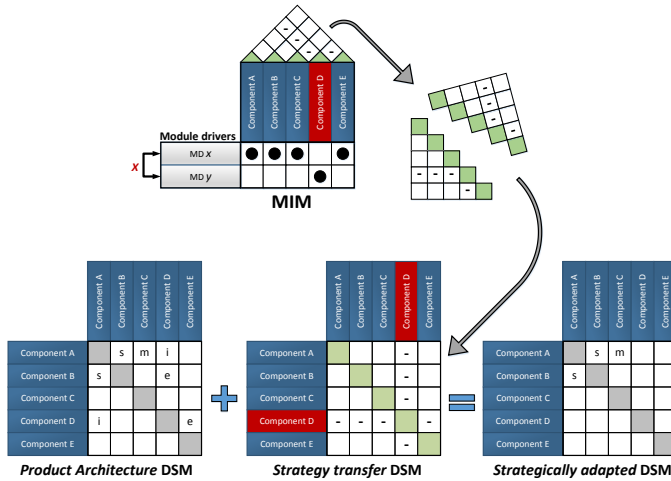 Component A
Component B
Component C
Component D
Component E
Module drivers
X
MD x
MD y
MIM
- - - -
-
-
-
-
- - -
-
Component A
Component B
Component C
Component D
Component E
Component A s m i
Component B s e
Component C
Component D i e
Component E
Product Architecture DSM
+
Component A
Component B
Component C
Component D
Component E
Component A -
Component B -
Component C -
Component D - - - -
Component E -
Strategy transfer DSM
=
Component A
Component B
Component C
Component D
Component E
Component A s m
Component B s
Component C
Component D
Component E
Strategically adapted DSM